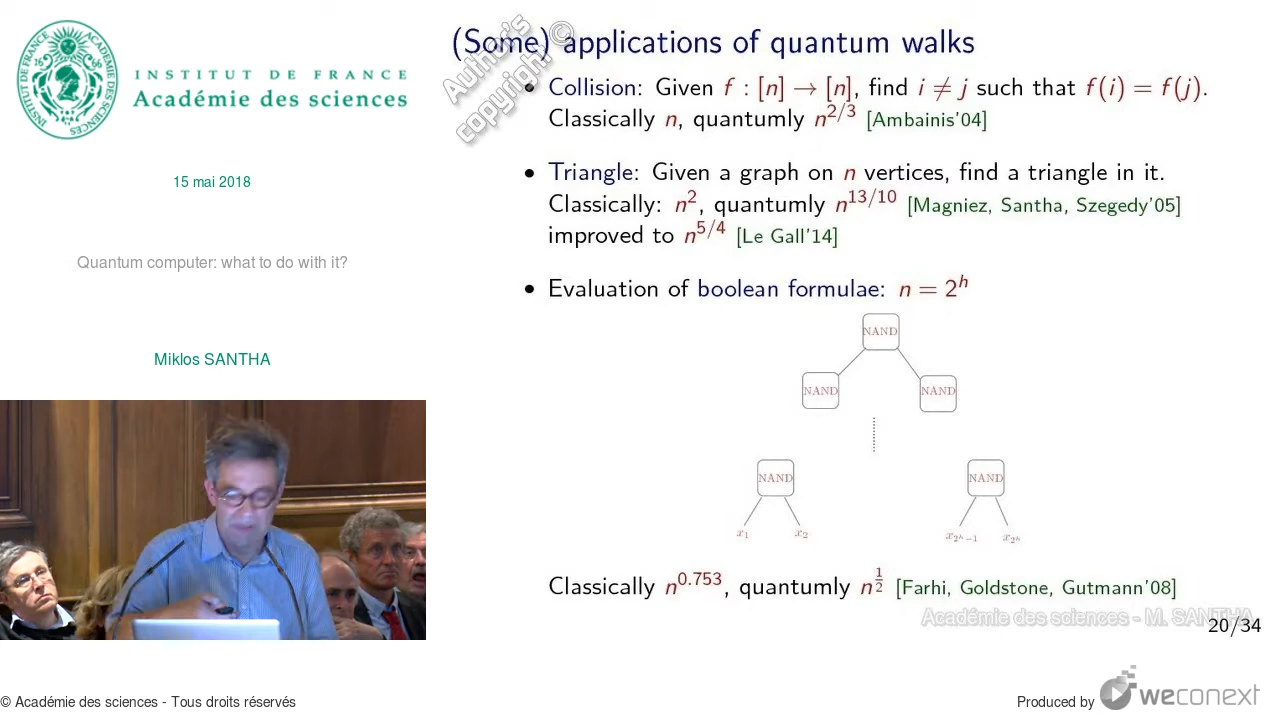 INSTITUT DE FRANCE
Académie des sciences
15 mai 2018
Quantum computer: what to do with it?
Miklos SANTHA
(Some) applications of quantum walks
Author's copyright ©
• Collision: Given f : [n] → [n], find i ≠ j such that f(i) = f(j).
Classically n, quantumly n^{2/3} [Ambainis'04]
• Triangle: Given a graph on n vertices, find a triangle in it.
Classically: n^2, quantumly n^{13/10} [Magniez, Santha, Szegedy'05]
improved to n^{5/4} [Le Gall'14]
• Evaluation of boolean formulae: n = 2^h
NAND
NAND NAND
NAND NAND
x_1 x_2 x_{2^h-1} x_{2^h}
Classically n^{0.753}, quantumly n^{1/2} [Farhi, Goldstone, Gutmann'08]
Académie des sciences - M. SANTHA
20/34
© Académie des sciences - Tous droits réservés
Produced by weconext